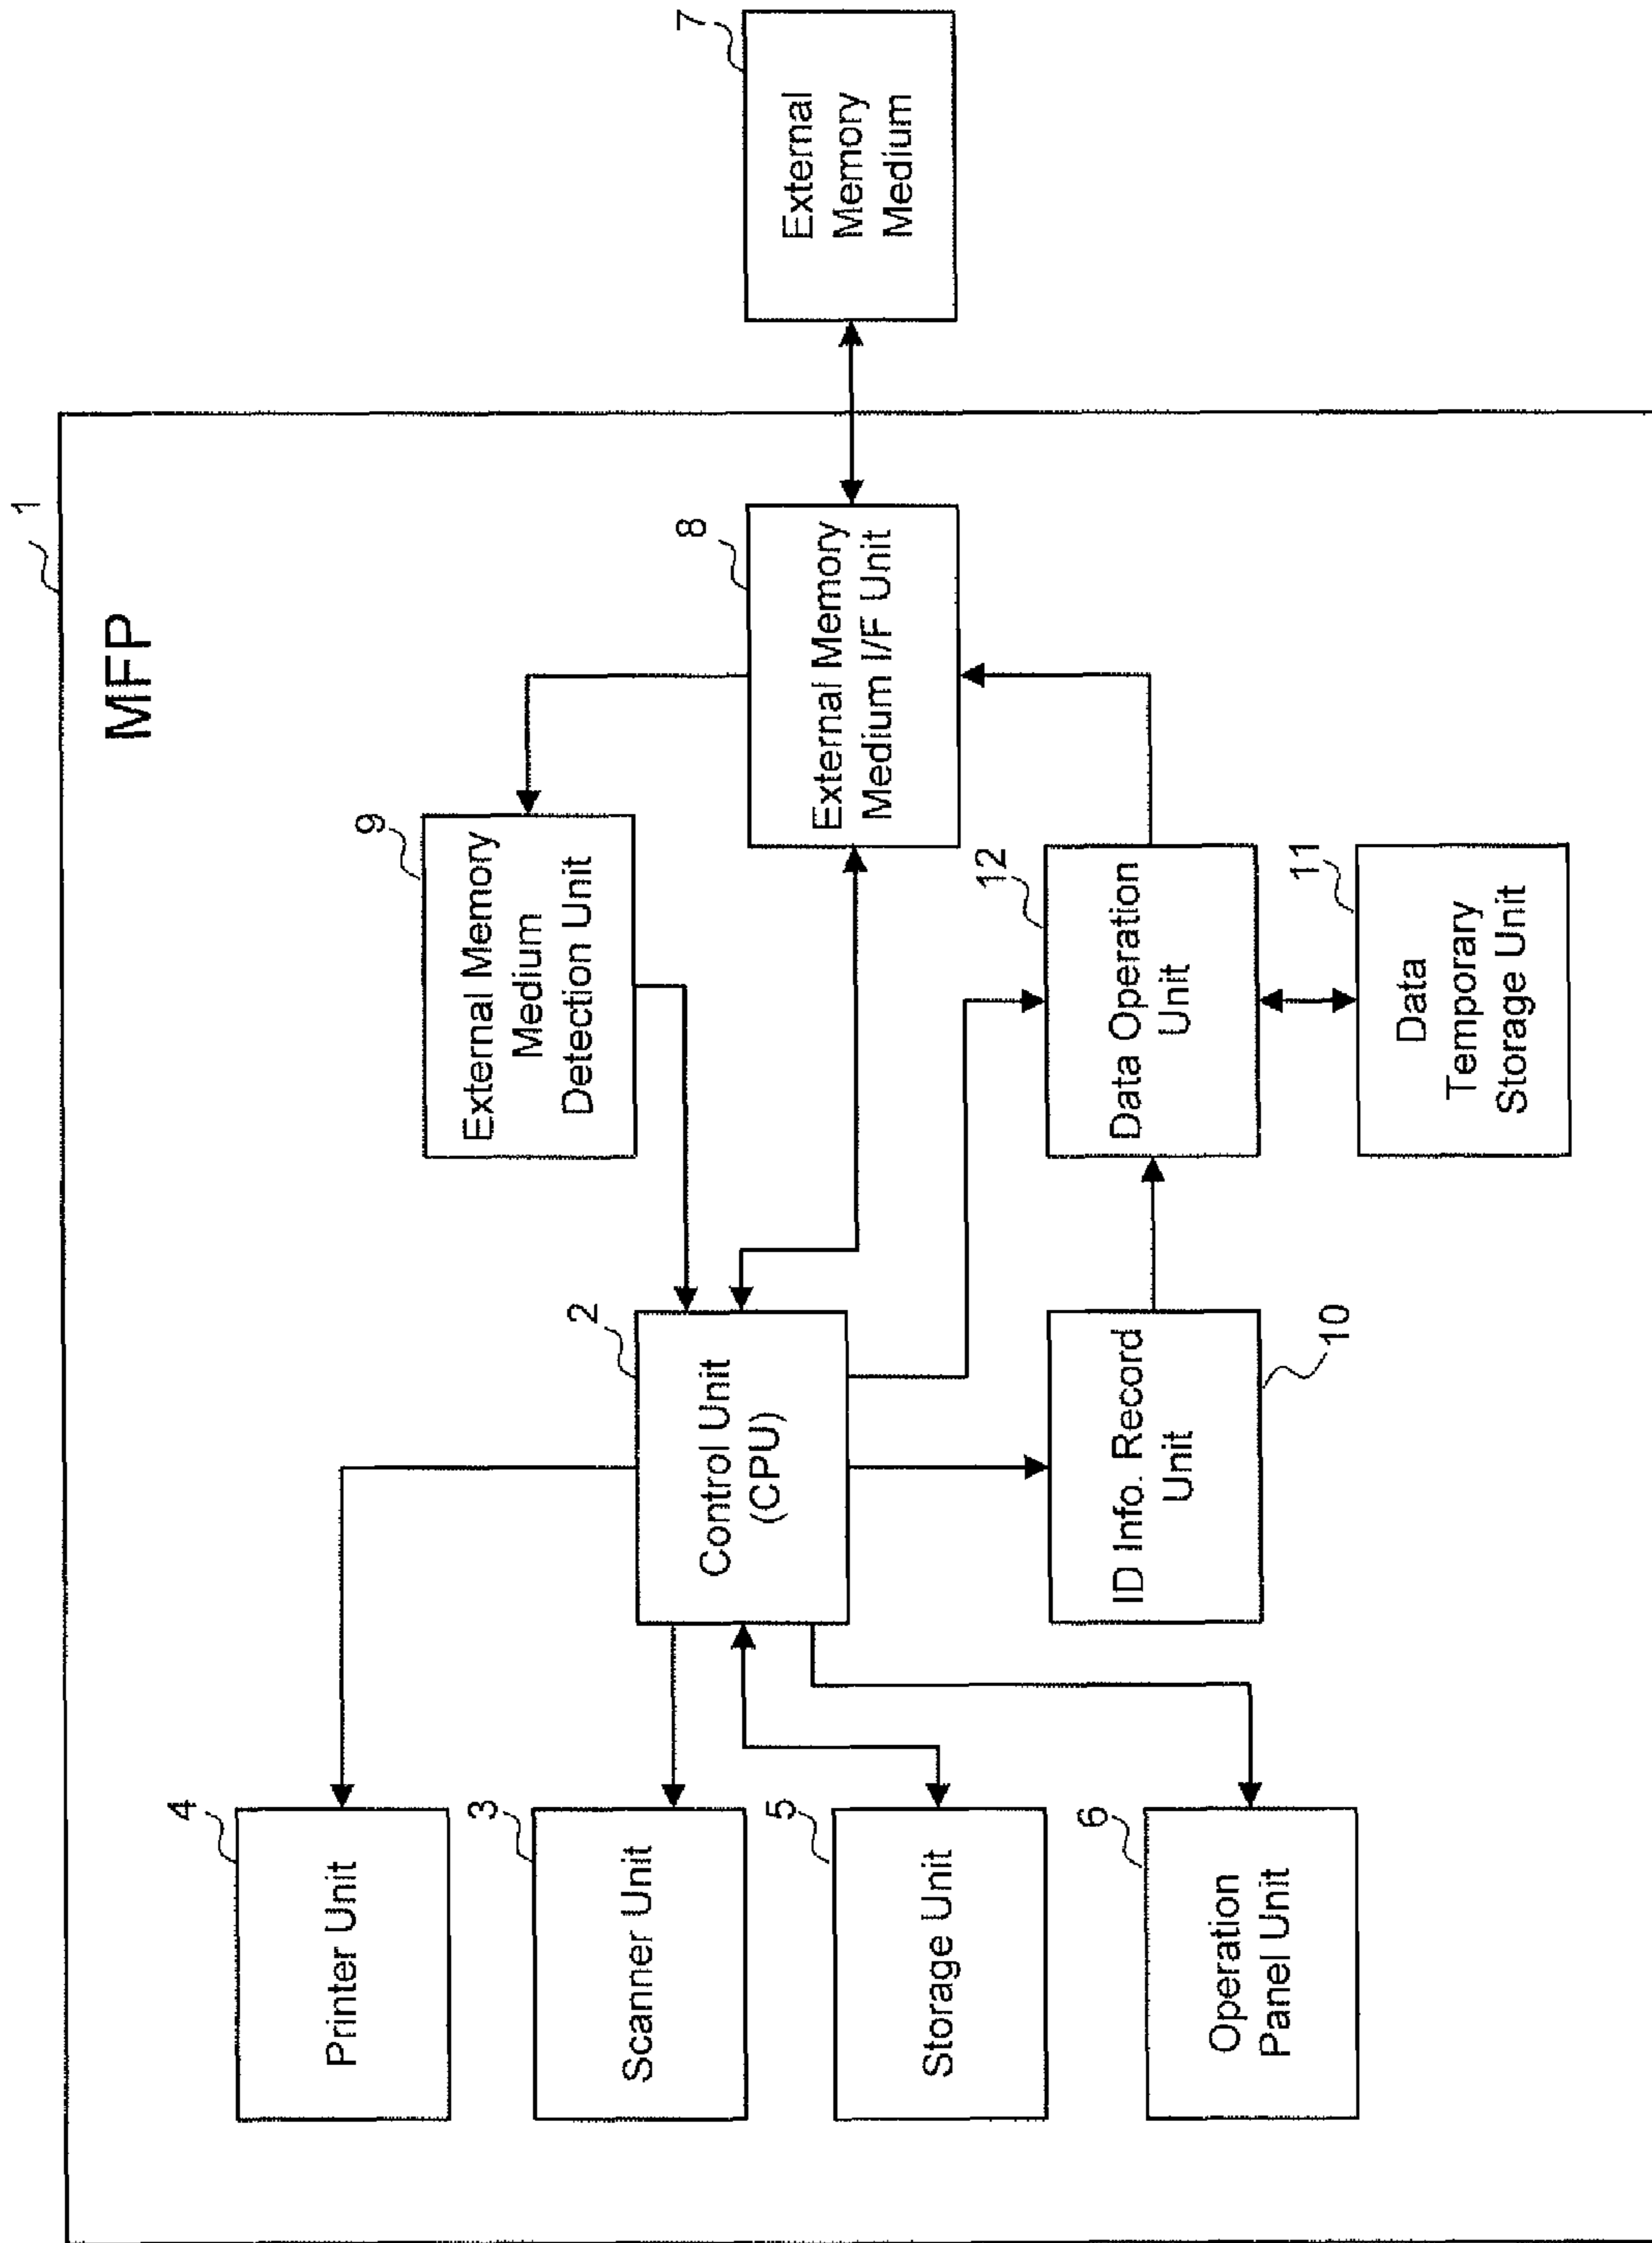 1
MFP
4
Printer Unit
3
Scanner Unit
5
Storage Unit
6
Operation
Panel Unit
2
Control Unit
(CPU)
9
External Memory
Medium
Detection Unit
8
External Memory
Medium I/F Unit
7
External
Memory
Medium
10
ID Info. Record
Unit
12
Data Operation
Unit
11
Data
Temporary
Storage Unit